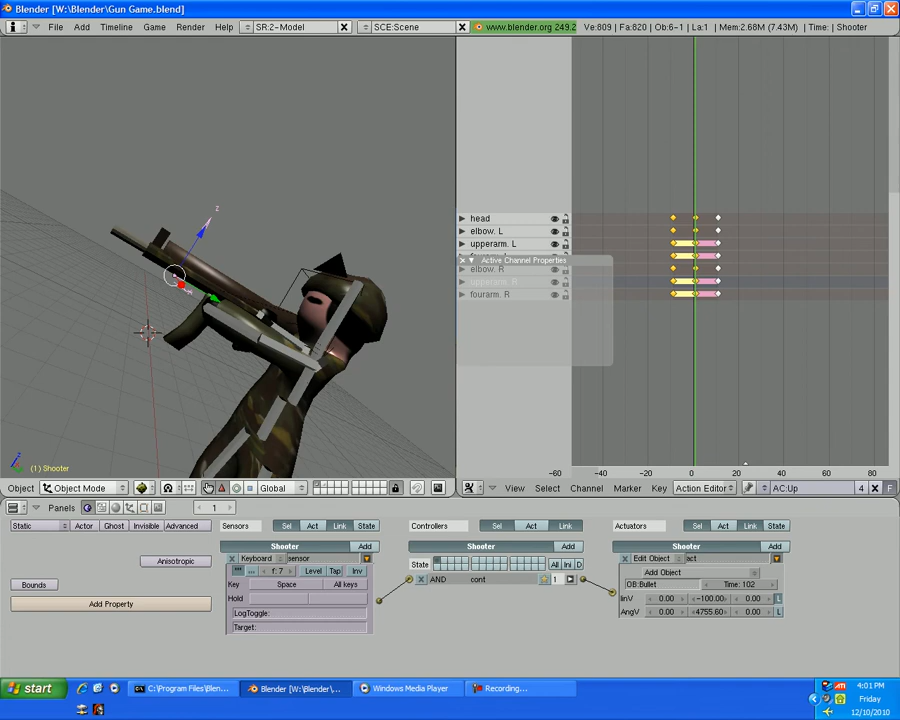 Blender [W:\Blender\Gun Game.blend]
File Add Timeline Game Render Help SR:2-Model SCE:Scene www.blender.org 249.2 Ve:609 | Fa:620 | Ob:6-1 | La:1 | Mem:2.68M (7.43M) | Time: | Shooter
z
head
elbow. L
upperarm. L
Active Channel Properties
elbow. R
upperarm. R
fourarm. R
(1) Shooter
-60 -40 -20 0 20 40 60 80
Object Object Mode Global View Select Channel Marker Key Action Editor AC:Up 4 F
Panels 1
Static Actor Ghost Invisible Advanced
Sensors Sel Act Link State
Controllers Sel Act Link
Actuators Sel Act Link State
Anisotropic
Bounds
Add Property
Shooter Add
Keyboard sensor
f: 7 Level Tap Inv
Key Space All keys
Hold
LogToggle:
Target:
Shooter Add
State All Ini D
AND cont 1
Shooter Add
Edit Object act
Add Object
OB:Bullet Time: 102
linV 0.00 -100.00 0.00 L
AngV 0.00 4755.60 0.00 L
start C:\Program Files\Blen... Blender [W:\Blender\... Windows Media Player Recording... 4:01 PM
Friday
12/10/2010